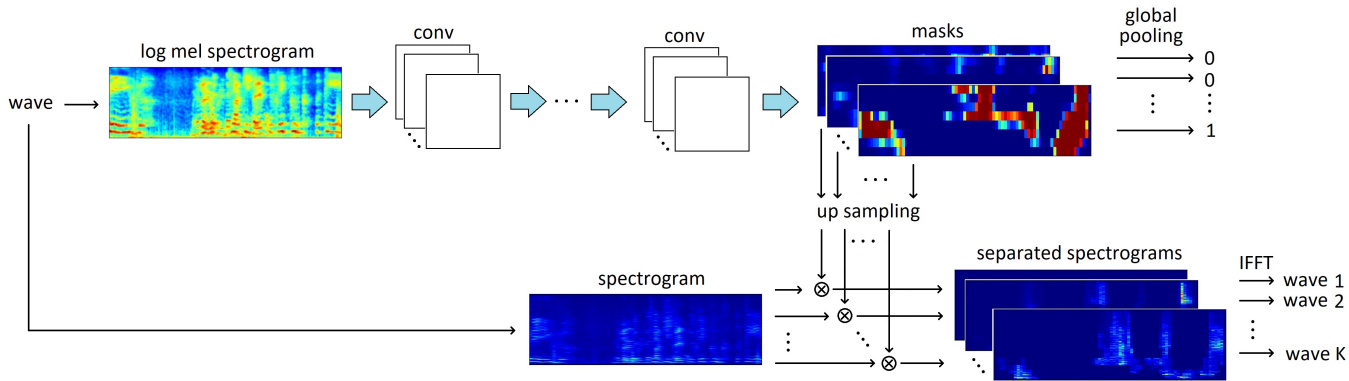 wave
log mel spectrogram
conv
conv
masks
global
pooling
0
0
1
up sampling
spectrogram
separated spectrograms
IFFT
wave 1
wave 2
wave K